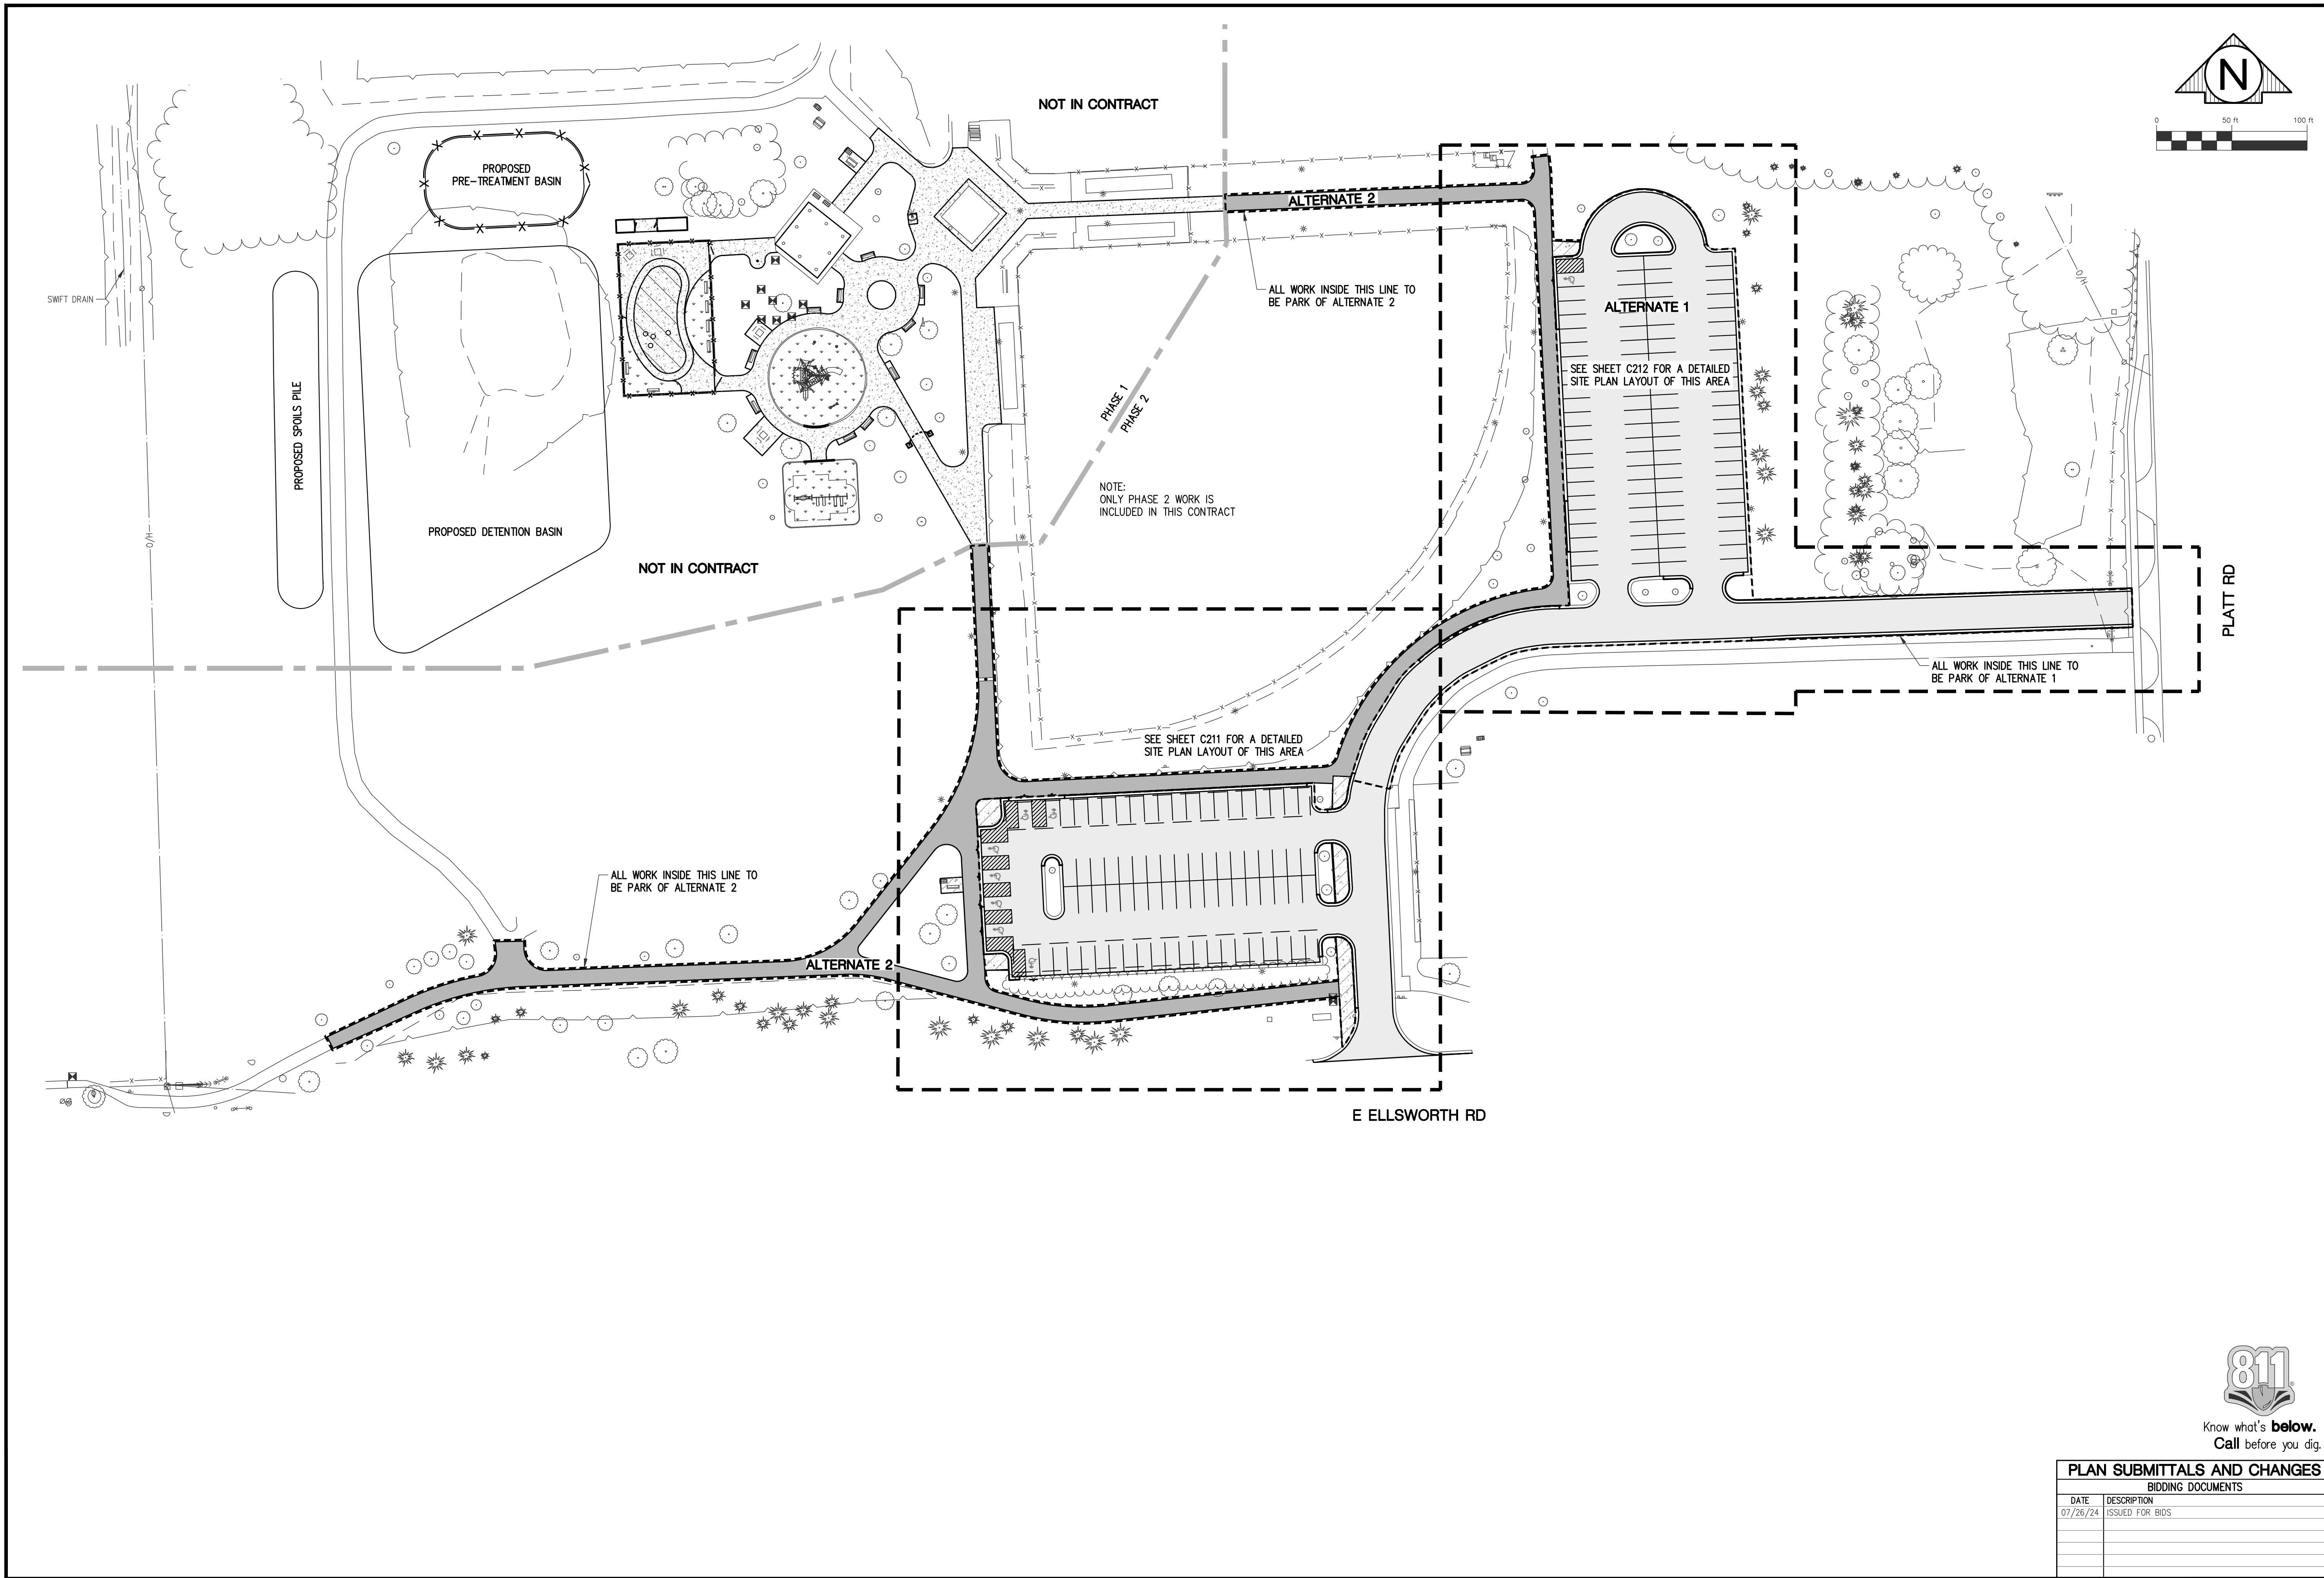 NOT IN CONTRACT
N
0 50 ft 100 ft
PROPOSED
PRE-TREATMENT BASIN
ALTERNATE 2
SWIFT DRAIN
ALL WORK INSIDE THIS LINE TO
BE PARK OF ALTERNATE 2
ALTERNATE 1
O/H
SEE SHEET C212 FOR A DETAILED
SITE PLAN LAYOUT OF THIS AREA
PROPOSED SPOILS PILE
PHASE 1
PHASE 2
NOTE:
ONLY PHASE 2 WORK IS
INCLUDED IN THIS CONTRACT
PROPOSED DETENTION BASIN
O/H
NOT IN CONTRACT
PLATT RD
ALL WORK INSIDE THIS LINE TO
BE PARK OF ALTERNATE 1
SEE SHEET C211 FOR A DETAILED
SITE PLAN LAYOUT OF THIS AREA
ALL WORK INSIDE THIS LINE TO
BE PARK OF ALTERNATE 2
ALTERNATE 2
E ELLSWORTH RD
811
®
Know what's below.
Call before you dig.
PLAN SUBMITTALS AND CHANGES
BIDDING DOCUMENTS
DATE DESCRIPTION
07/26/24 ISSUED FOR BIDS